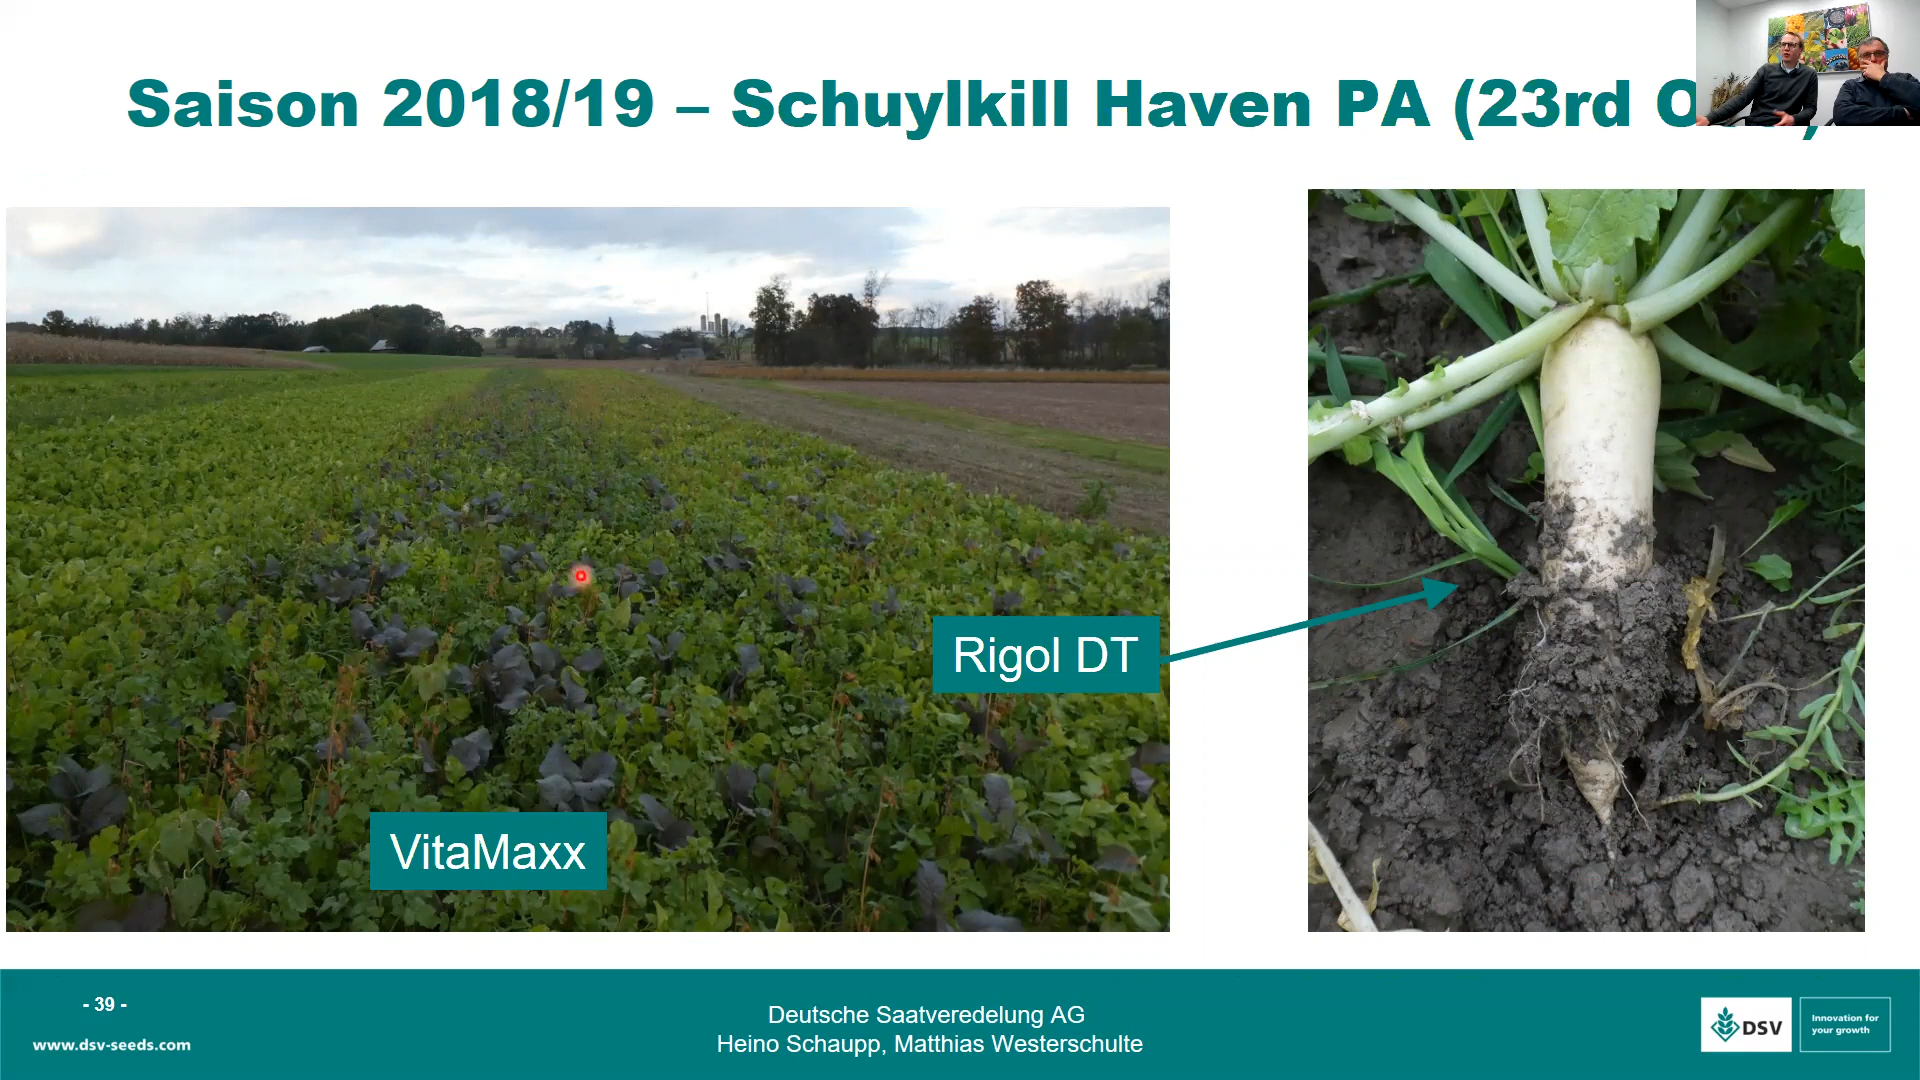 Saison 2018/19 – Schuylkill Haven PA (23rd
Rigol DT
VitaMaxx
- 39 -
www.dsv-seeds.com
Deutsche Saatveredelung AG
Heino Schaupp, Matthias Westerschulte
DSV
Innovation for
your growth